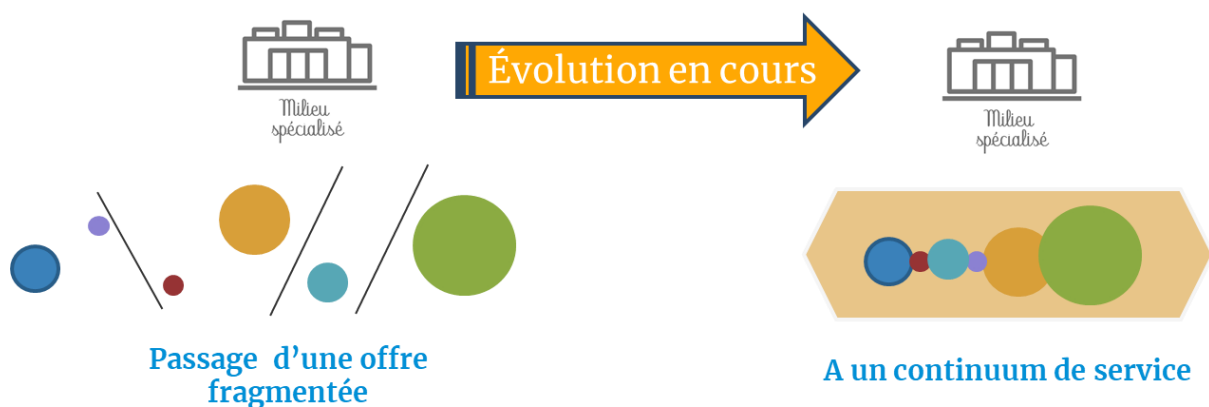 Évolution en cours
Milieu
spécialisé
Milieu
spécialisé
Passage d’une offre
fragmentée
A un continuum de service